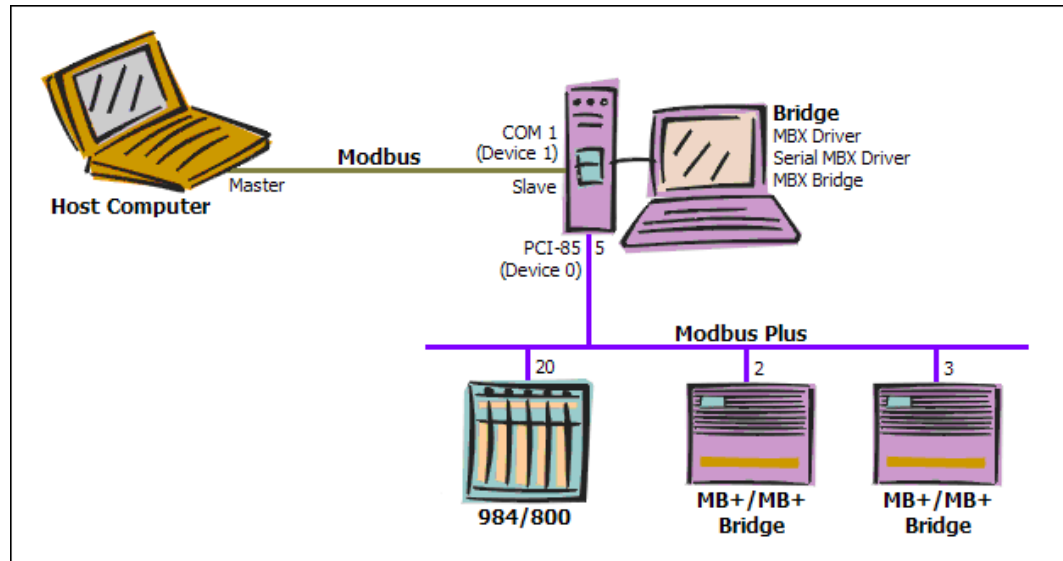 Host Computer
Master
Modbus
COM 1
(Device 1)
Slave
Bridge
MBX Driver
Serial MBX Driver
MBX Bridge
PCI-85
(Device 0)
5
Modbus Plus
20
2
3
984/800
MB+/MB+
Bridge
MB+/MB+
Bridge